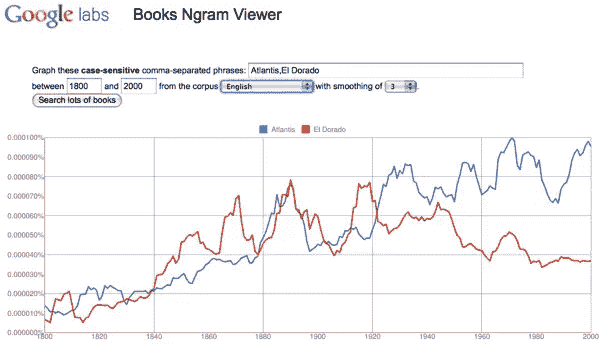 Google labs Books Ngram Viewer
Graph these case-sensitive comma-separated phrases: Atlantis,El Dorado
between 1800 and 2000 from the corpus English with smoothing of 3 .
Search lots of books
Atlantis El Dorado
0.000100%
0.000090%
0.000080%
0.000070%
0.000060%
0.000050%
0.000040%
0.000030%
0.000020%
0.000010%
0.000000%
1800 1820 1840 1860 1880 1900 1920 1940 1960 1980 2000